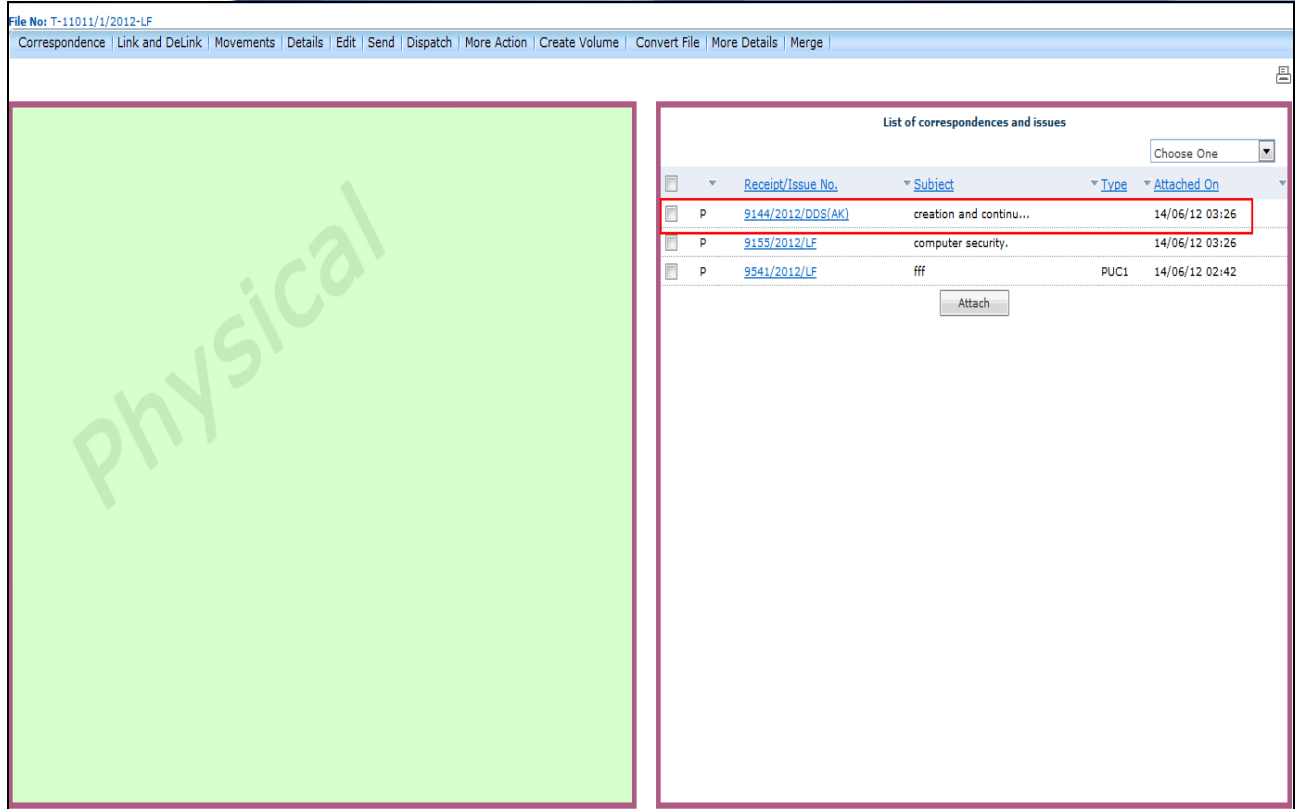 File No: T-11011/1/2012-LF
Correspondence | Link and DeLink | Movements | Details | Edit | Send | Dispatch | More Action | Create Volume | Convert File | More Details | Merge |
Physical
List of correspondences and issues
Choose One
Receipt/Issue No. Subject Type Attached On
P 9144/2012/DDS(AK) creation and continu... 14/06/12 03:26
P 9155/2012/LF computer security. 14/06/12 03:26
P 9541/2012/LF fff PUC1 14/06/12 02:42
Attach